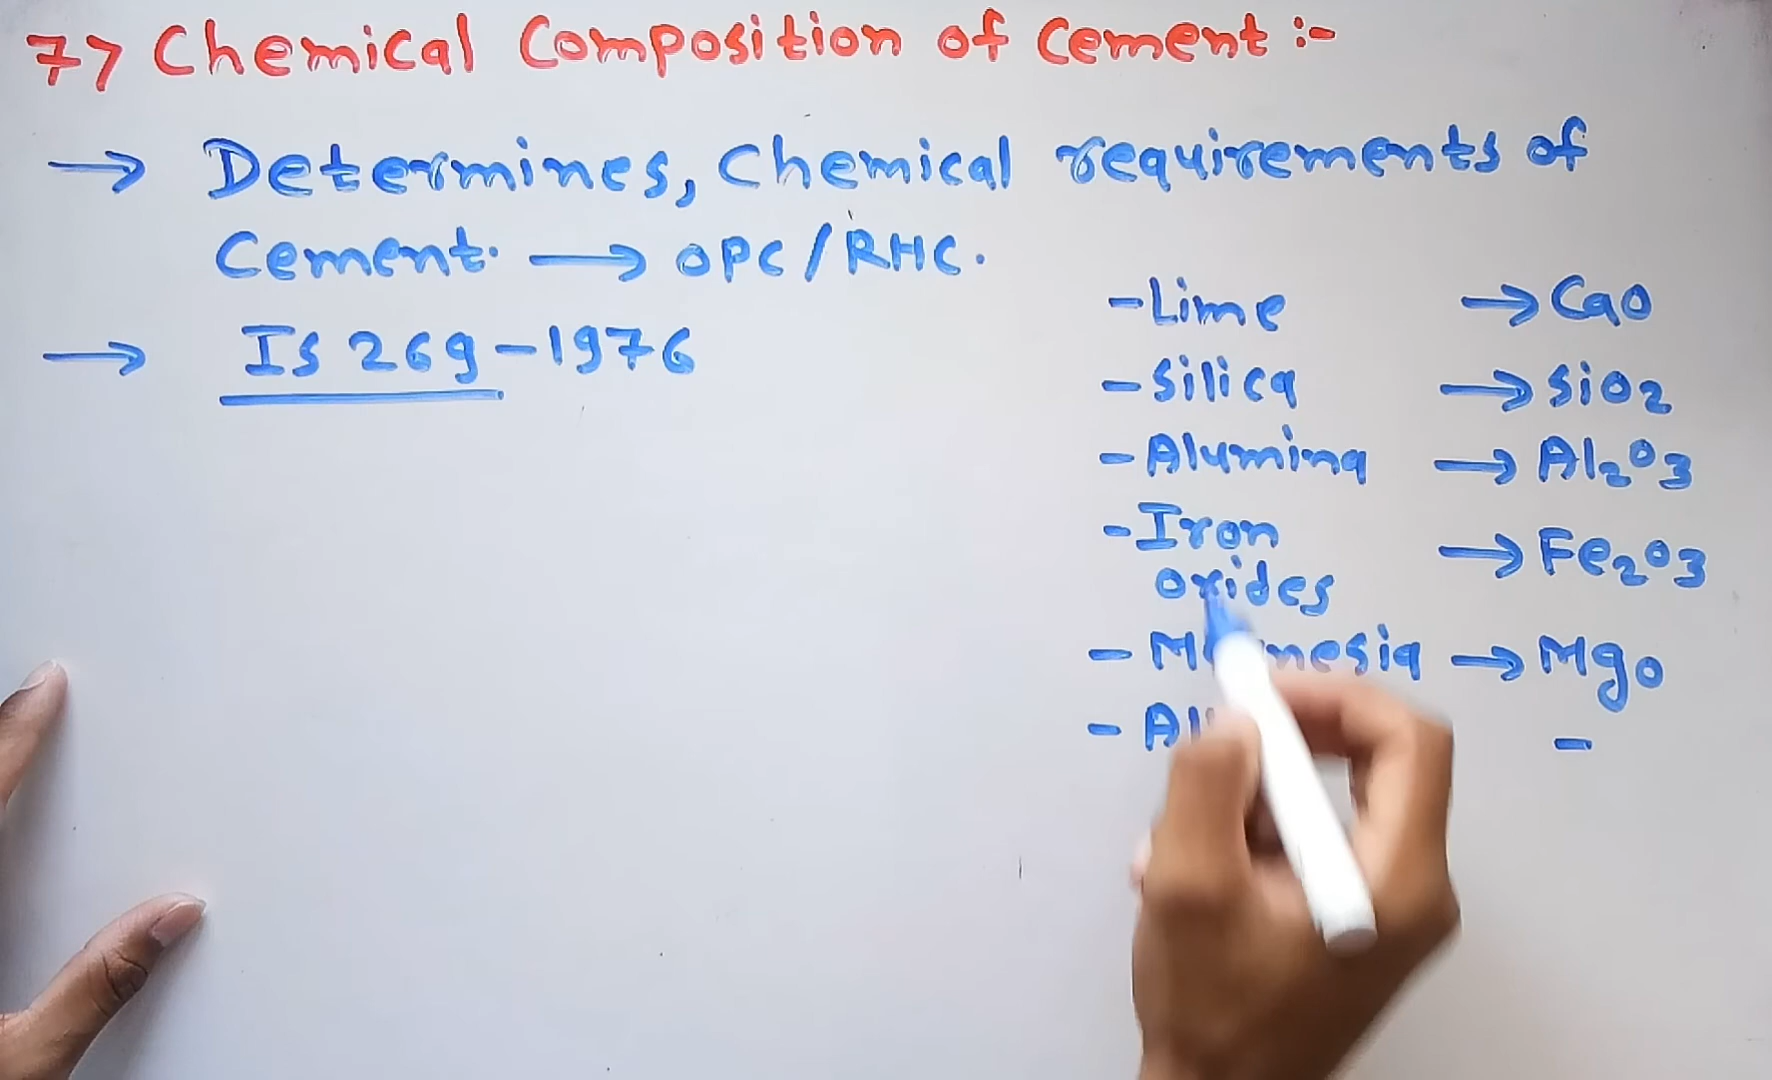 7> Chemical Composition of Cement :-
→ Determines, Chemical requirements of
Cement. → OPC/RHC.
→ IS 269-1976
- Lime → CaO
- Silica → SiO2
- Alumina → Al2O3
- Iron
oxides → Fe2O3
- → MgO
-